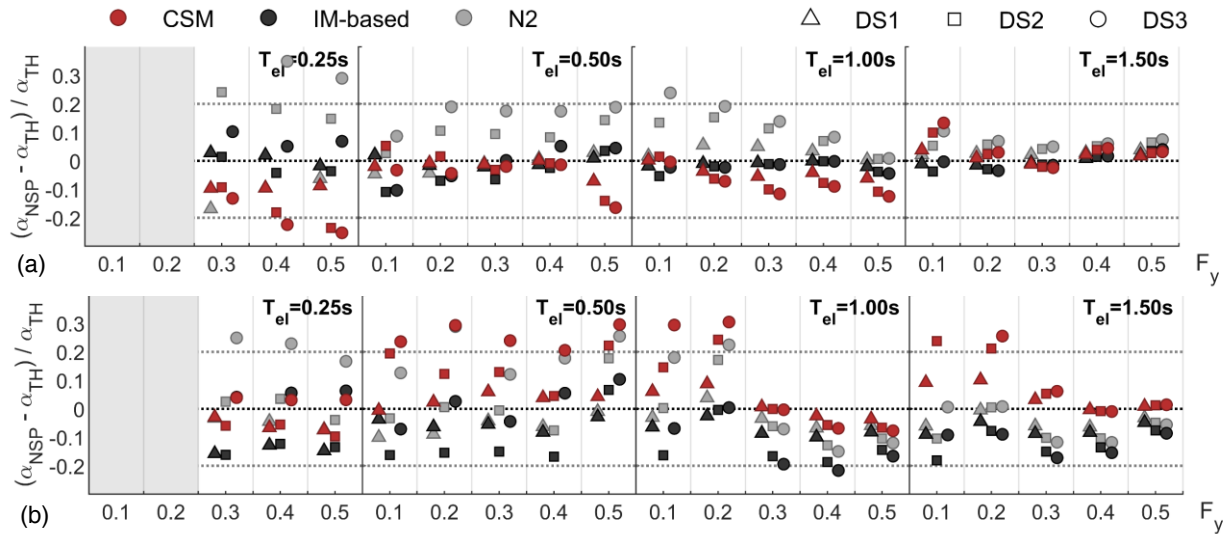 CSM IM-based N2 DS1 DS2 DS3
(a)
(α_NSP - α_TH) / α_TH
0.3
0.2
0.1
0
-0.1
-0.2
T_el=0.25s T_el=0.50s T_el=1.00s T_el=1.50s
0.1 0.2 0.3 0.4 0.5 0.1 0.2 0.3 0.4 0.5 0.1 0.2 0.3 0.4 0.5 0.1 0.2 0.3 0.4 0.5 F_y
(b)
(α_NSP - α_TH) / α_TH
0.3
0.2
0.1
0
-0.1
-0.2
T_el=0.25s T_el=0.50s T_el=1.00s T_el=1.50s
0.1 0.2 0.3 0.4 0.5 0.1 0.2 0.3 0.4 0.5 0.1 0.2 0.3 0.4 0.5 0.1 0.2 0.3 0.4 0.5 F_y